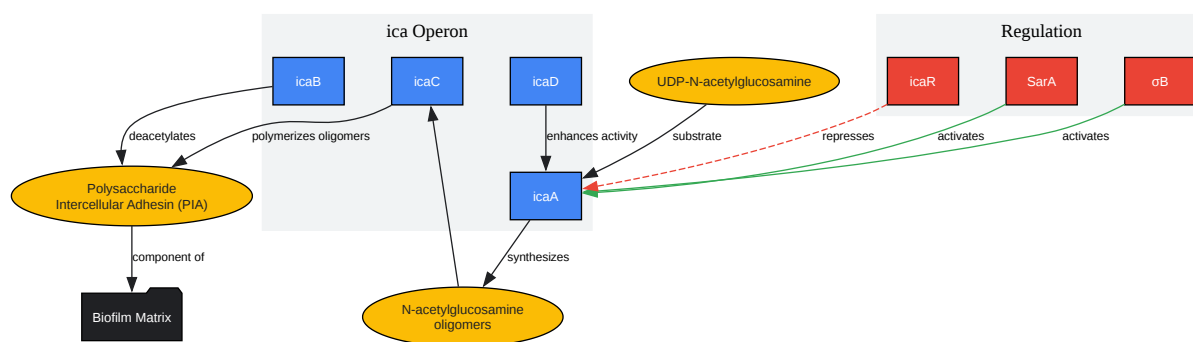 ica Operon
Regulation
icaB
icaC
icaD
UDP-N-acetylglucosamine
icaR
SarA
σB
deacetylates
polymerizes oligomers
enhances activity
substrate
represses
activates
activates
Polysaccharide
Intercellular Adhesin (PIA)
icaA
component of
synthesizes
Biofilm Matrix
N-acetylglucosamine
oligomers